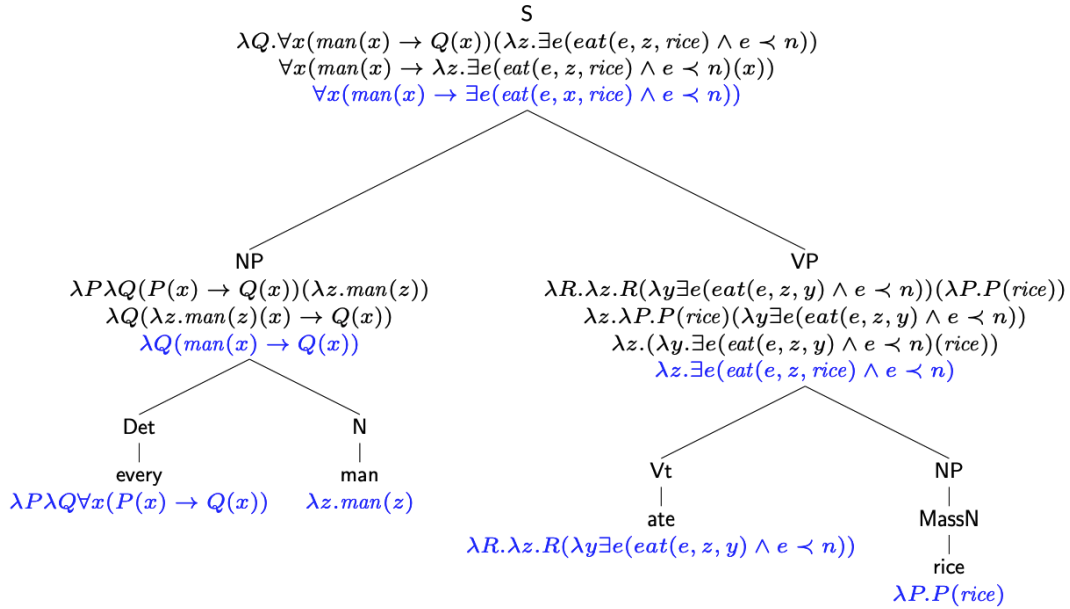 S
λQ.∀x(man(x) → Q(x))(λz.∃e(eat(e, z, rice) ∧ e ≺ n))
∀x(man(x) → λz.∃e(eat(e, z, rice) ∧ e ≺ n)(x))
∀x(man(x) → ∃e(eat(e, x, rice) ∧ e ≺ n))
NP
λPλQ(P(x) → Q(x))(λz.man(z))
λQ(λz.man(z)(x) → Q(x))
λQ(man(x) → Q(x))
VP
λR.λz.R(λy∃e(eat(e, z, y) ∧ e ≺ n))(λP.P(rice))
λz.λP.P(rice)(λy∃e(eat(e, z, y) ∧ e ≺ n))
λz.(λy.∃e(eat(e, z, y) ∧ e ≺ n)(rice))
λz.∃e(eat(e, z, rice) ∧ e ≺ n)
Det
every
λPλQ∀x(P(x) → Q(x))
N
man
λz.man(z)
Vt
ate
λR.λz.R(λy∃e(eat(e, z, y) ∧ e ≺ n))
NP
MassN
rice
λP.P(rice)